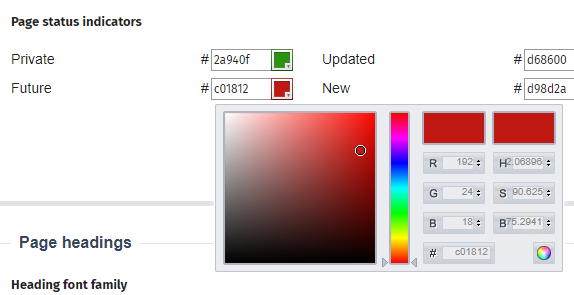 Page status indicators
Private # 2a940f Updated # d68600
Future # c01812 New # d98d2a
R 192 H 2.06896
G 24 S 90.625
B 18 B 75.2941
# c01812
Page headings
Heading font family